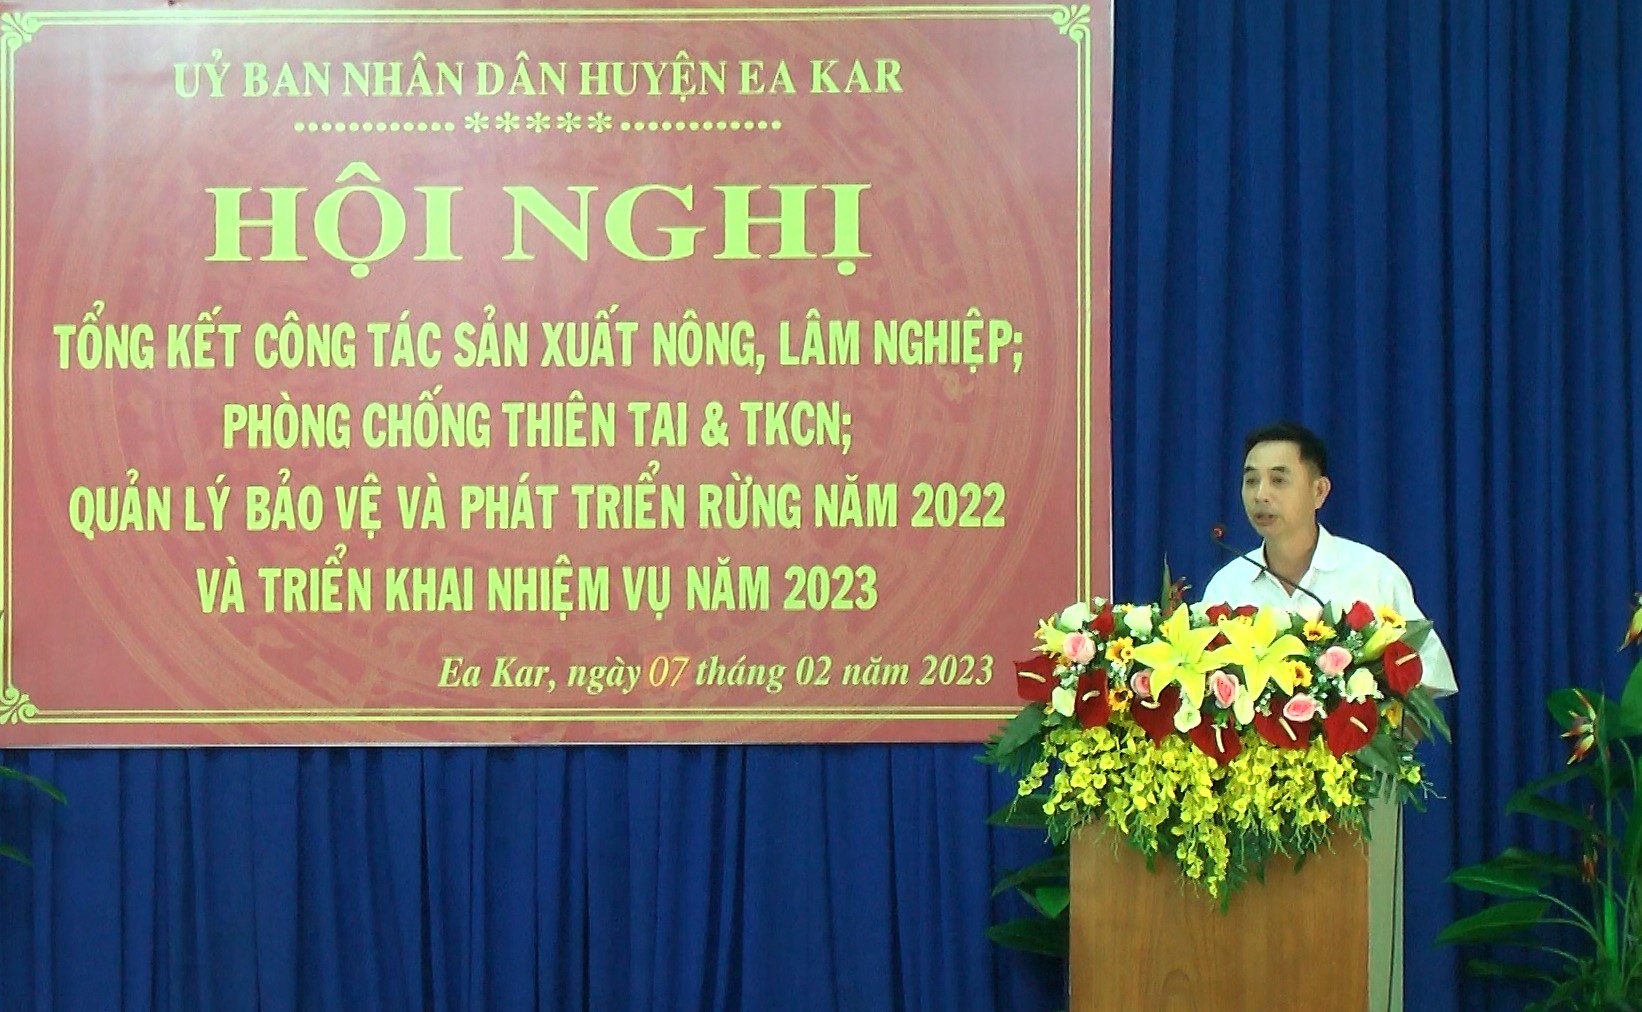 UỶ BAN NHÂN DÂN HUYỆN EA KAR
............*****............
HỘI NGHỊ
TỔNG KẾT CÔNG TÁC SẢN XUẤT NÔNG, LÂM NGHIỆP;
PHÒNG CHỐNG THIÊN TAI & TKCN;
QUẢN LÝ BẢO VỆ VÀ PHÁT TRIỂN RỪNG NĂM 2022
VÀ TRIỂN KHAI NHIỆM VỤ NĂM 2023
Ea Kar, ngày 07 tháng 02 năm 2023